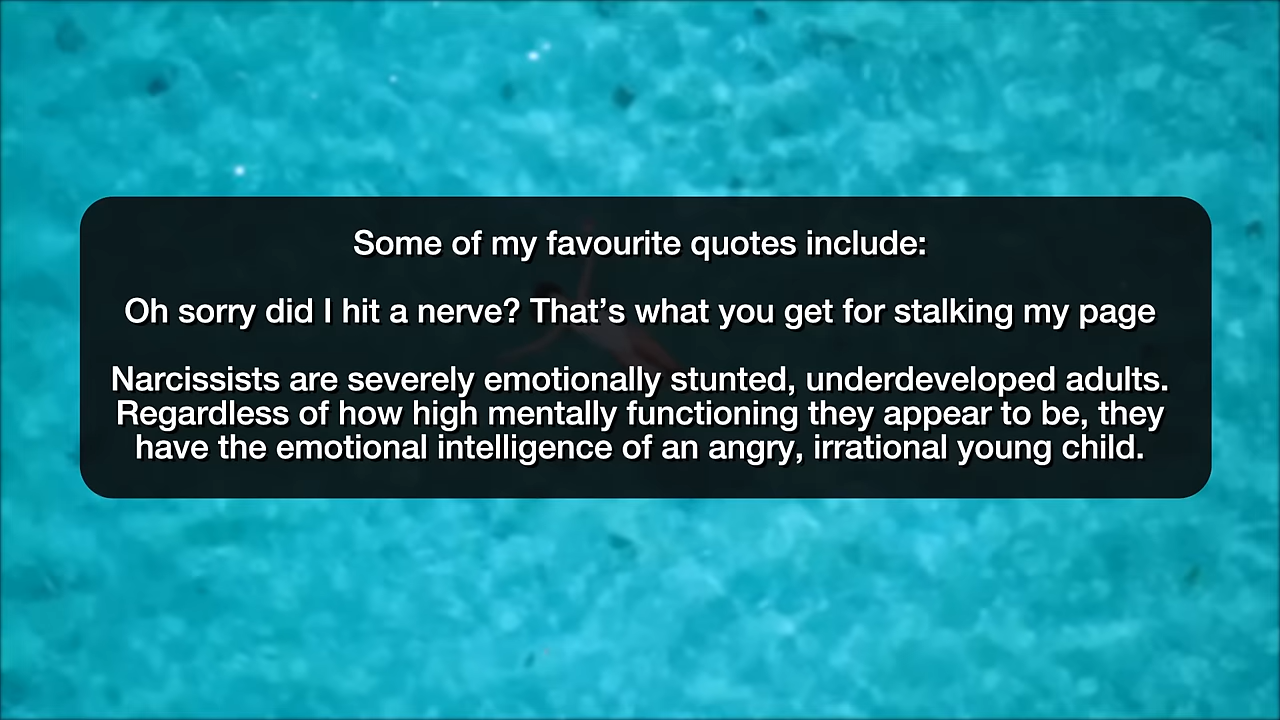 Some of my favourite quotes include:
Oh sorry did I hit a nerve? That’s what you get for stalking my page
Narcissists are severely emotionally stunted, underdeveloped adults.
Regardless of how high mentally functioning they appear to be, they
have the emotional intelligence of an angry, irrational young child.